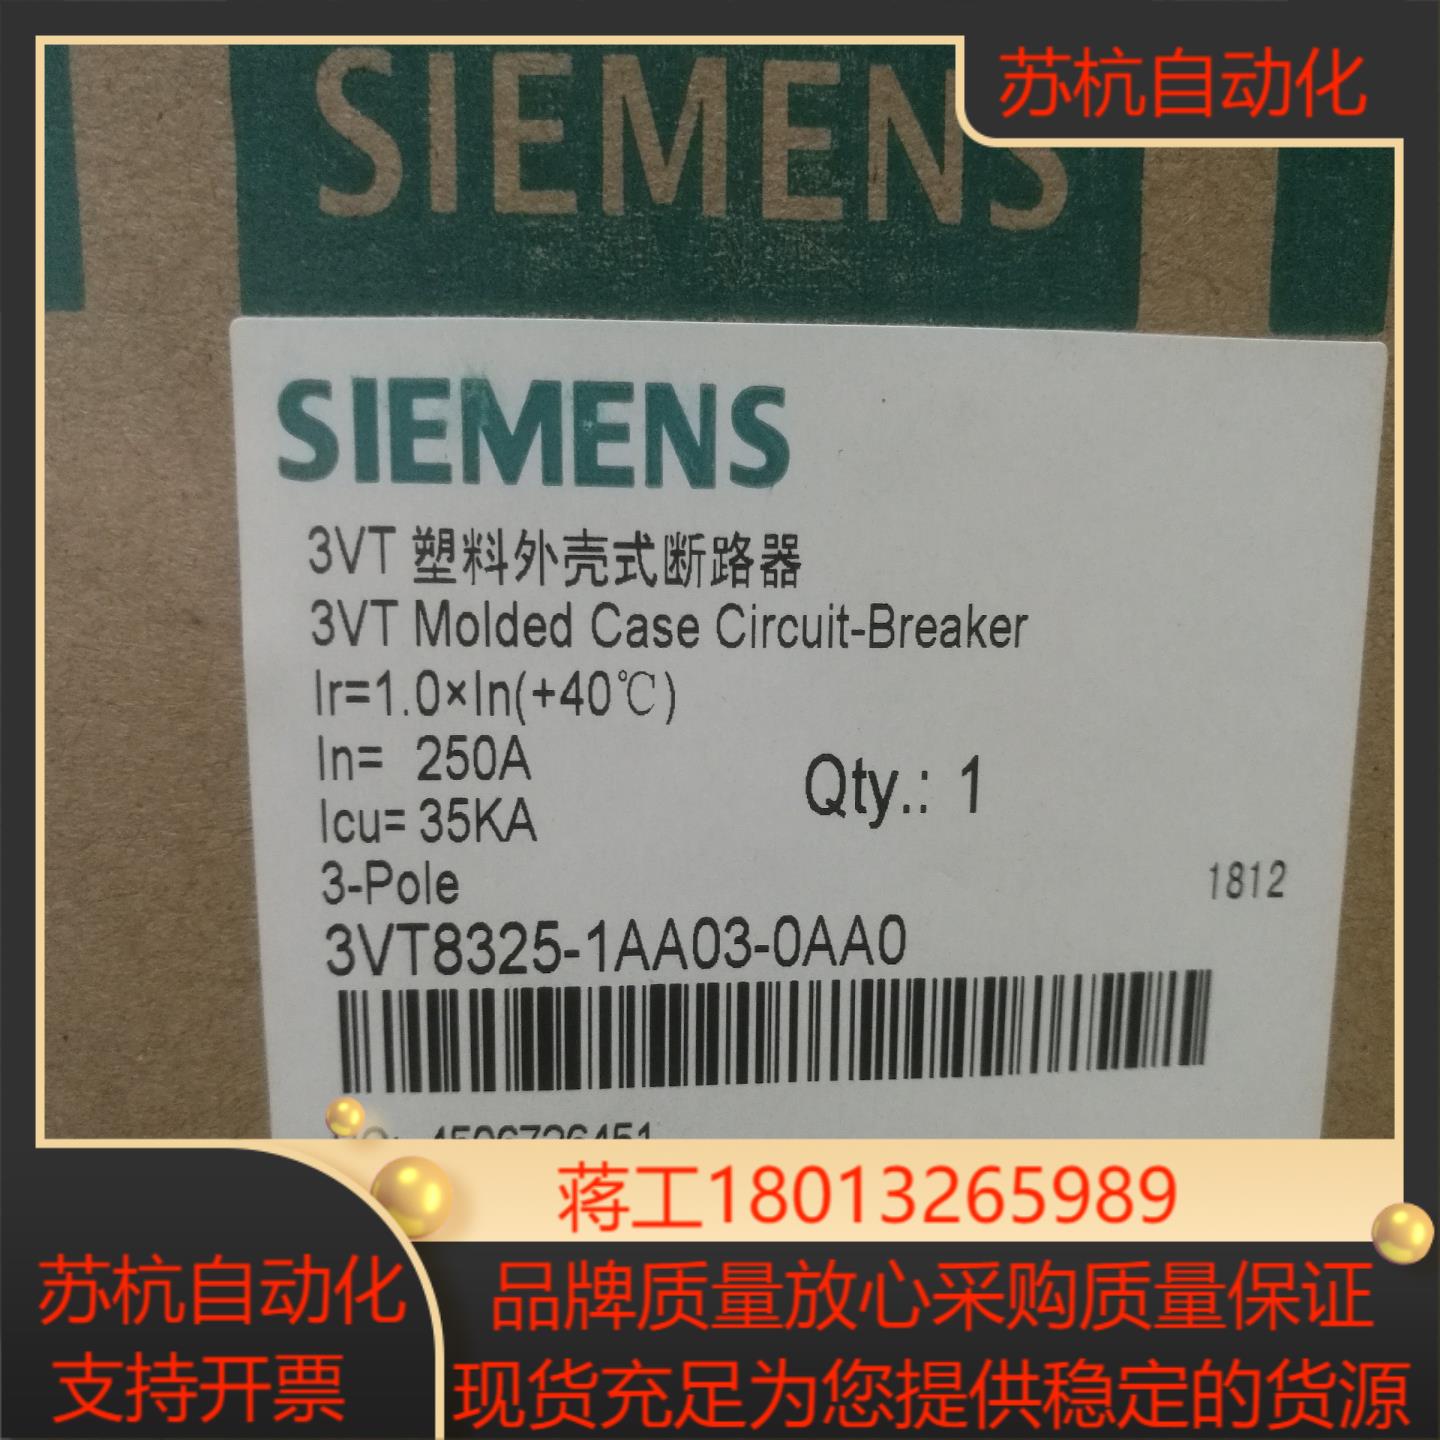 苏杭自动化
SIEMENS
SIEMENS
3VT 塑料外壳式断路器
3VT Molded Case Circuit-Breaker
Ir=1.0×In(+40℃)
In= 250A
Icu= 35KA
Qty.: 1
3-Pole
1812
3VT8325-1AA03-0AA0
4506726451
蒋工18013265989
苏杭自动化
支持开票
品牌质量放心采购质量保证
现货充足为您提供稳定的货源